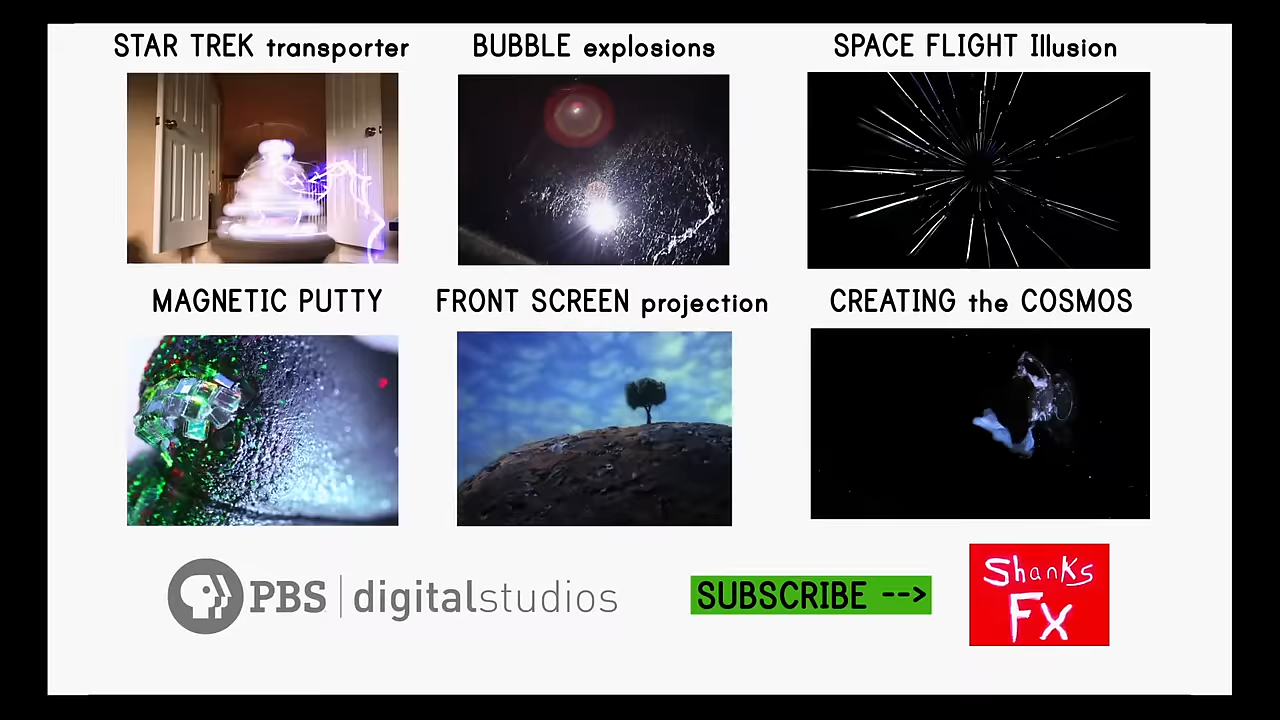 STAR TREK transporter
BUBBLE explosions
SPACE FLIGHT Illusion
MAGNETIC PUTTY
FRONT SCREEN projection
CREATING the COSMOS
PBS digitalstudios
SUBSCRIBE -->
Shanks
FX